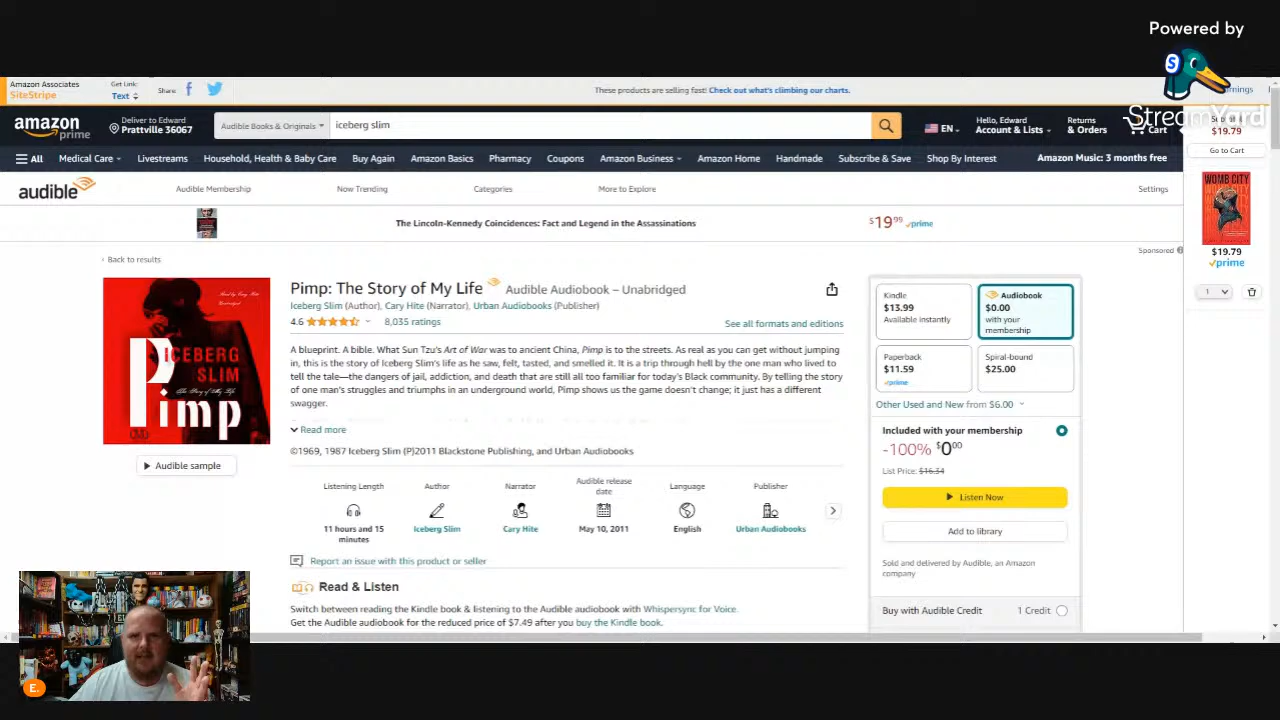 Powered by
StreamYard
Amazon Associates
SiteStripe
Get Link:
Text
Share:
These products are selling fast! Check out what's climbing our charts.
Earnings
amazon
prime
Deliver to Edward
Prattville 36067
Audible Books & Originals
iceberg slim
EN
Hello, Edward
Account & Lists
Returns
& Orders
Cart
All
Medical Care
Livestreams
Household, Health & Baby Care
Buy Again
Amazon Basics
Pharmacy
Coupons
Amazon Business
Amazon Home
Handmade
Subscribe & Save
Shop By Interest
Amazon Music: 3 months free
$19.79
Go to Cart
WOMB CITY
$19.79
prime
1
audible
Audible Membership
Now Trending
Categories
More to Explore
Settings
The Lincoln-Kennedy Coincidences: Fact and Legend in the Assassinations
$19.99 prime
Sponsored
‹ Back to results
ICEBERG
SLIM
The Story of My Life
Pimp
Audible sample
Pimp: The Story of My Life
Audible Audiobook – Unabridged
Iceberg Slim (Author), Cary Hite (Narrator), Urban Audiobooks (Publisher)
4.6
8,035 ratings
See all formats and editions
A blueprint. A bible. What Sun Tzu's Art of War was to ancient China, Pimp is to the streets. As real as you can get without jumping
in, this is the story of Iceberg Slim's life as he saw, felt, tasted, and smelled it. It is a trip through hell by the one man who lived to
tell the tale—the dangers of jail, addiction, and death that are still all too familiar for today's Black community. By telling the story
of one man's struggles and triumphs in an underground world, Pimp shows us the game doesn't change; it just has a different
swagger.
Read more
©1969, 1987 Iceberg Slim (P)2011 Blackstone Publishing, and Urban Audiobooks
Listening Length
11 hours and 15
minutes
Author
Iceberg Slim
Narrator
Cary Hite
Audible release
date
May 10, 2011
Language
English
Publisher
Urban Audiobooks
Report an issue with this product or seller
Read & Listen
Switch between reading the Kindle book & listening to the Audible audiobook with Whispersync for Voice.
Get the Audible audiobook for the reduced price of $7.49 after you buy the Kindle book.
Kindle
$13.99
Available instantly
Audiobook
$0.00
with your
membership
Paperback
$11.59
prime
Spiral-bound
$25.00
Other Used and New from $6.00
Included with your membership
-100% $0.00
List Price: $16.34
Listen Now
Add to library
Sold and delivered by Audible, an Amazon
company
Buy with Audible Credit
1 Credit
E.